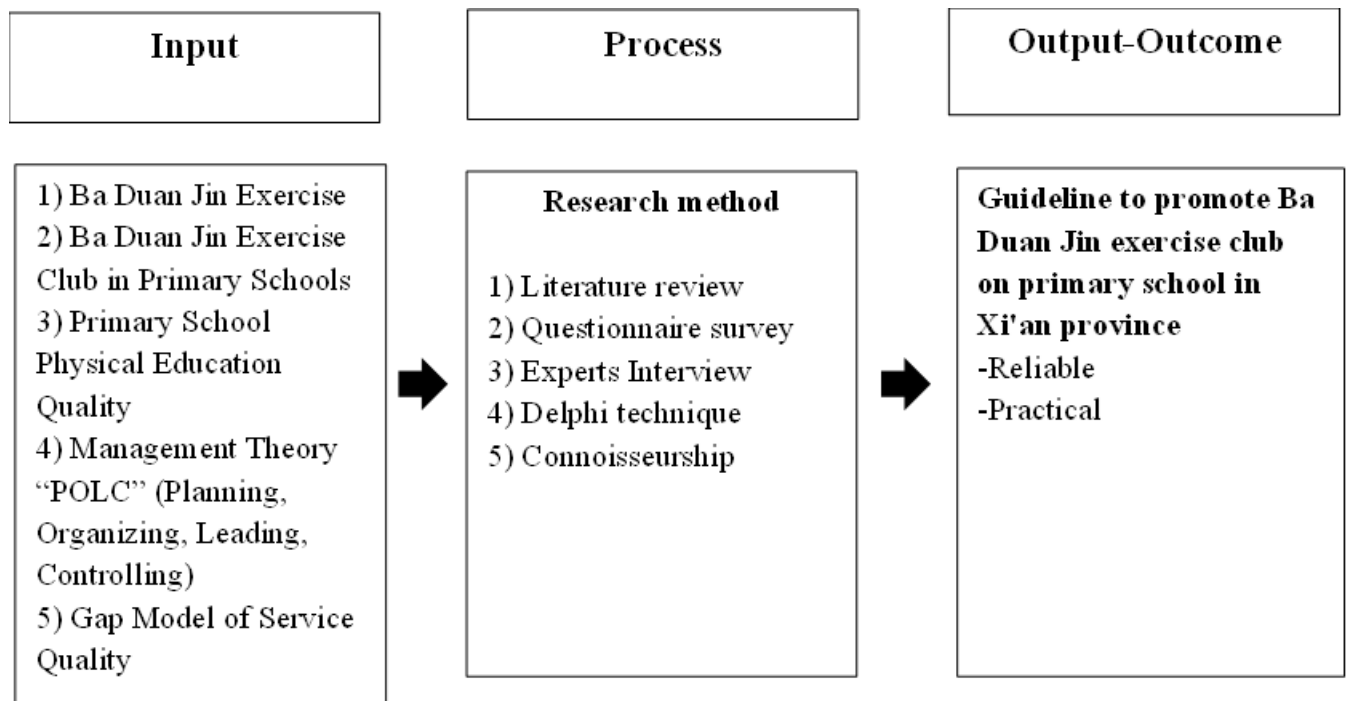 Input
Process
Output-Outcome
1) Ba Duan Jin Exercise
2) Ba Duan Jin Exercise
Club in Primary Schools
3) Primary School
Physical Education
Quality
4) Management Theory
“POLC” (Planning,
Organizing, Leading,
Controlling)
5) Gap Model of Service
Quality
Research method
1) Literature review
2) Questionnaire survey
3) Experts Interview
4) Delphi technique
5) Connoisseurship
Guideline to promote Ba
Duan Jin exercise club
on primary school in
Xi'an province
-Reliable
-Practical